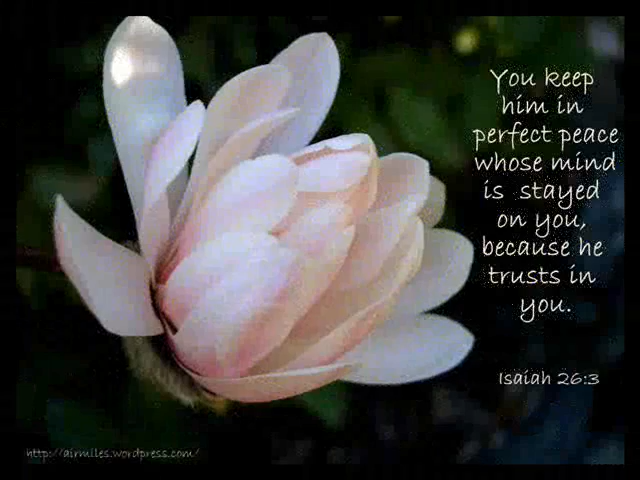 You keep
him in
perfect peace
whose mind
is stayed
on you,
because he
trusts in
you.
Isaiah 26:3
http://airmiles.wordpress.com/